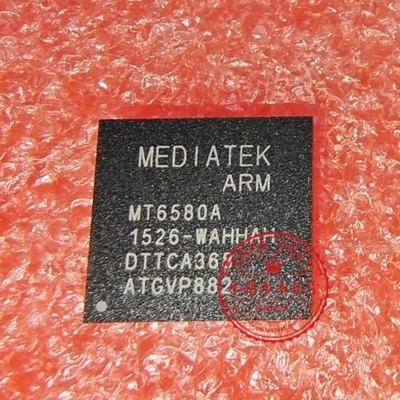 MEDIATEK
ARM
MT6580A
1526-WAHHAH
DTTCA36
ATGVP882